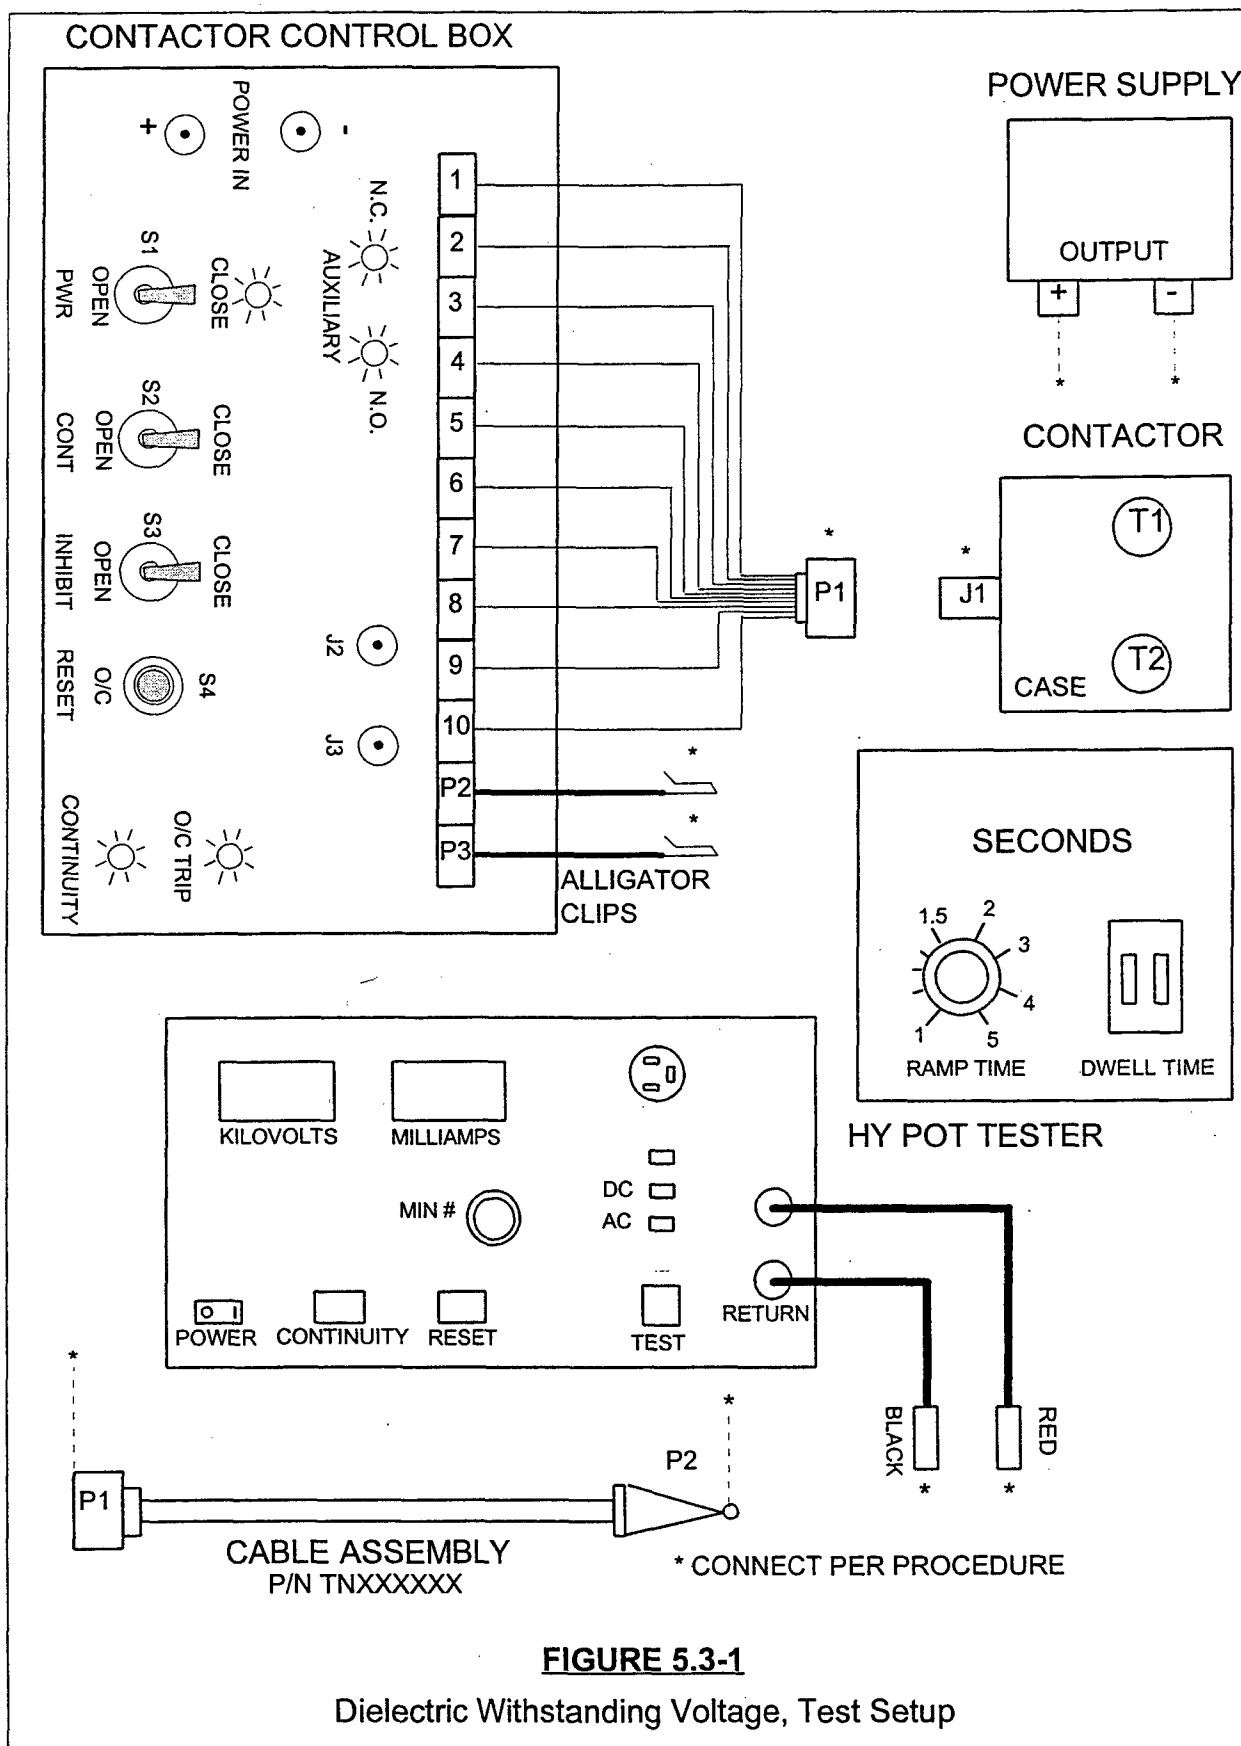 CONTACTOR CONTROL BOX
+
POWER IN
-
S1
PWR
OPEN
CLOSE
N.C.
AUXILIARY
N.O.
S2
CONT
OPEN
CLOSE
S3
INHIBIT
OPEN
CLOSE
RESET
O/C
S4
J2
J3
CONTINUITY
O/C TRIP
1
2
3
4
5
6
7
8
9
10
P2
P3
ALLIGATOR
CLIPS
*
*
*
P1
POWER SUPPLY
OUTPUT
+ -
* *
CONTACTOR
T1
*
J1
T2
CASE
SECONDS
1 1.5 2 3 4 5
RAMP TIME
DWELL TIME
HY POT TESTER
KILOVOLTS
MILLIAMPS
MIN #
DC
AC
POWER
CONTINUITY
RESET
TEST
RETURN
BLACK
RED
* *
*
P1
P2
*
CABLE ASSEMBLY
P/N TNXXXXXX
* CONNECT PER PROCEDURE
FIGURE 5.3-1
Dielectric Withstanding Voltage, Test Setup